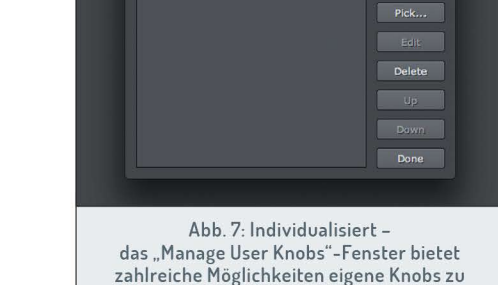 Pick...
Edit
Delete
Up
Down
Done
Abb. 7: Individualisiert –
das „Manage User Knobs“-Fenster bietet
zahlreiche Möglichkeiten eigene Knobs zu